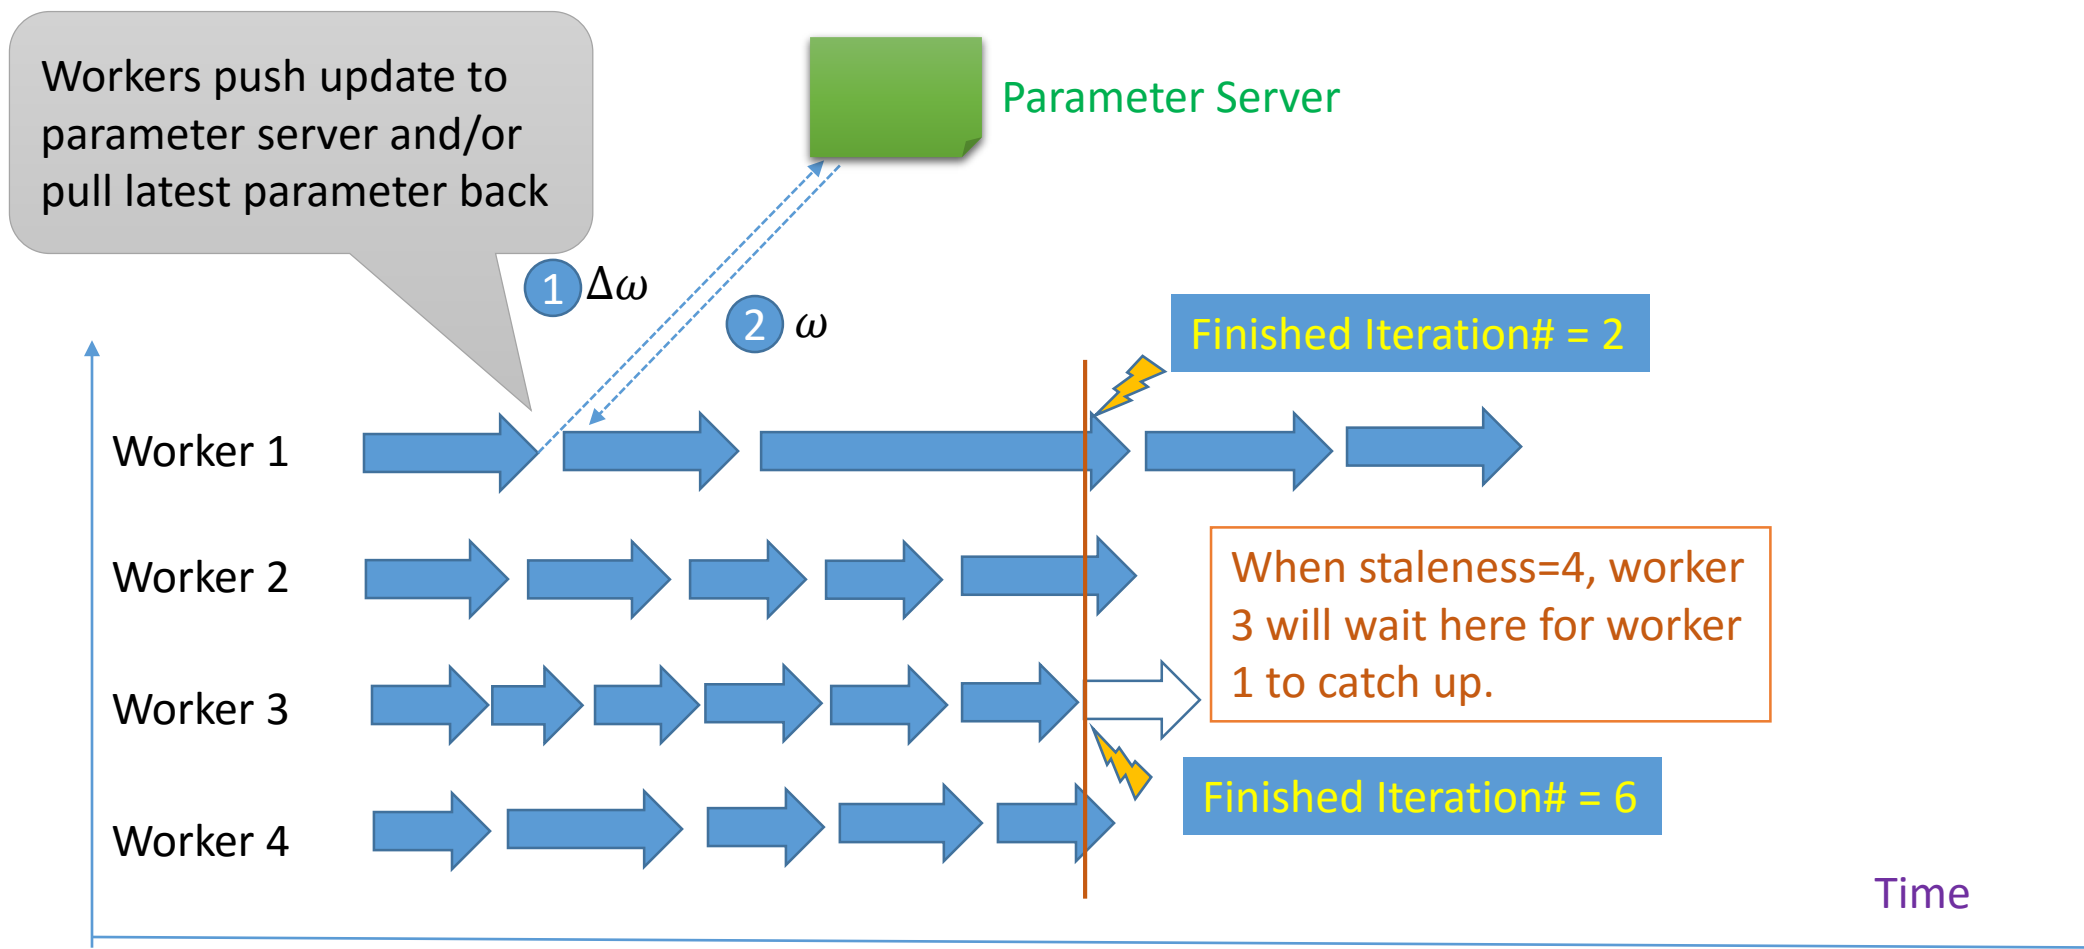 Workers push update to
parameter server and/or
pull latest parameter back
Parameter Server
1 Δω
2 ω
Finished Iteration# = 2
Worker 1
Worker 2
When staleness=4, worker
3 will wait here for worker
1 to catch up.
Worker 3
Finished Iteration# = 6
Worker 4
Time